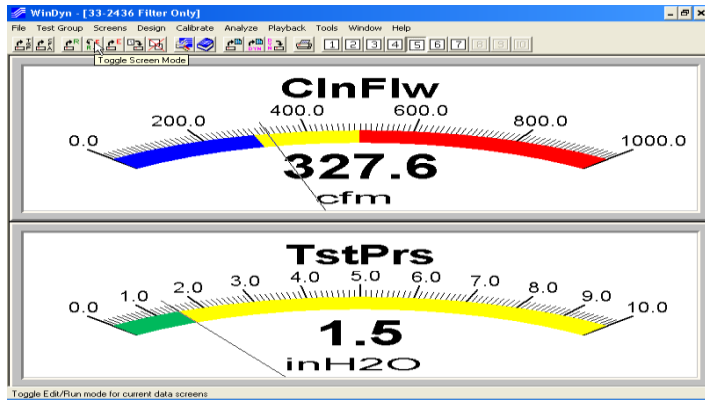 WinDyn - [33-2436 Filter Only]
File Test Group Screens Design Calibrate Analyze Playback Tools Window Help
1 2 3 4 5 6 7 8 9 10
Toggle Screen Mode
ClnFlw
0.0 200.0 400.0 600.0 800.0 1000.0
327.6
cfm
TstPrs
0.0 1.0 2.0 3.0 4.0 5.0 6.0 7.0 8.0 9.0 10.0
1.5
inH2O
Toggle Edit/Run mode for current data screens